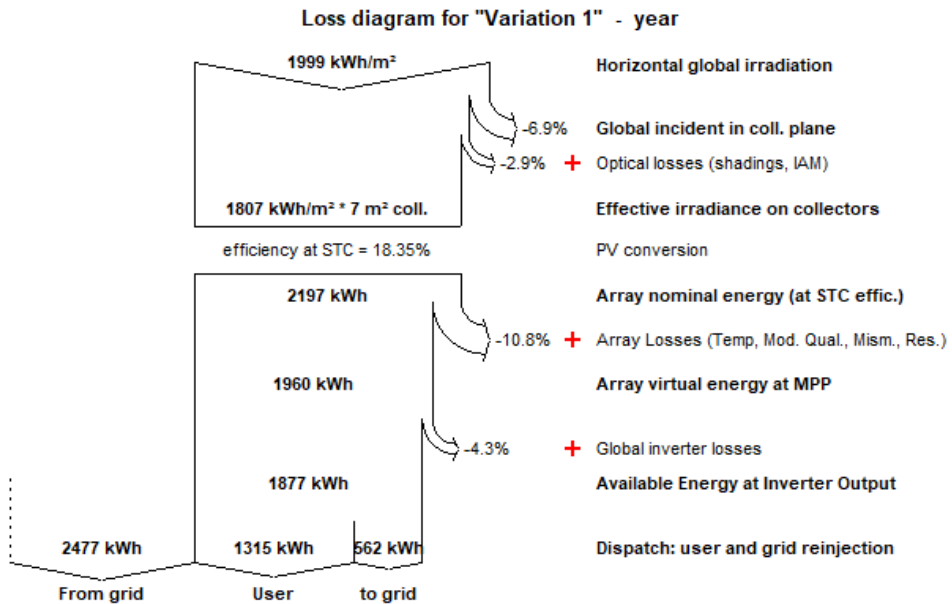 Loss diagram for "Variation 1" - year
1999 kWh/m² Horizontal global irradiation
-6.9% Global incident in coll. plane
-2.9% + Optical losses (shadings, IAM)
1807 kWh/m² * 7 m² coll. Effective irradiance on collectors
efficiency at STC = 18.35% PV conversion
2197 kWh Array nominal energy (at STC effic.)
-10.8% + Array Losses (Temp, Mod. Qual., Mism., Res.)
1960 kWh Array virtual energy at MPP
-4.3% + Global inverter losses
1877 kWh Available Energy at Inverter Output
2477 kWh 1315 kWh 562 kWh Dispatch: user and grid reinjection
From grid User to grid